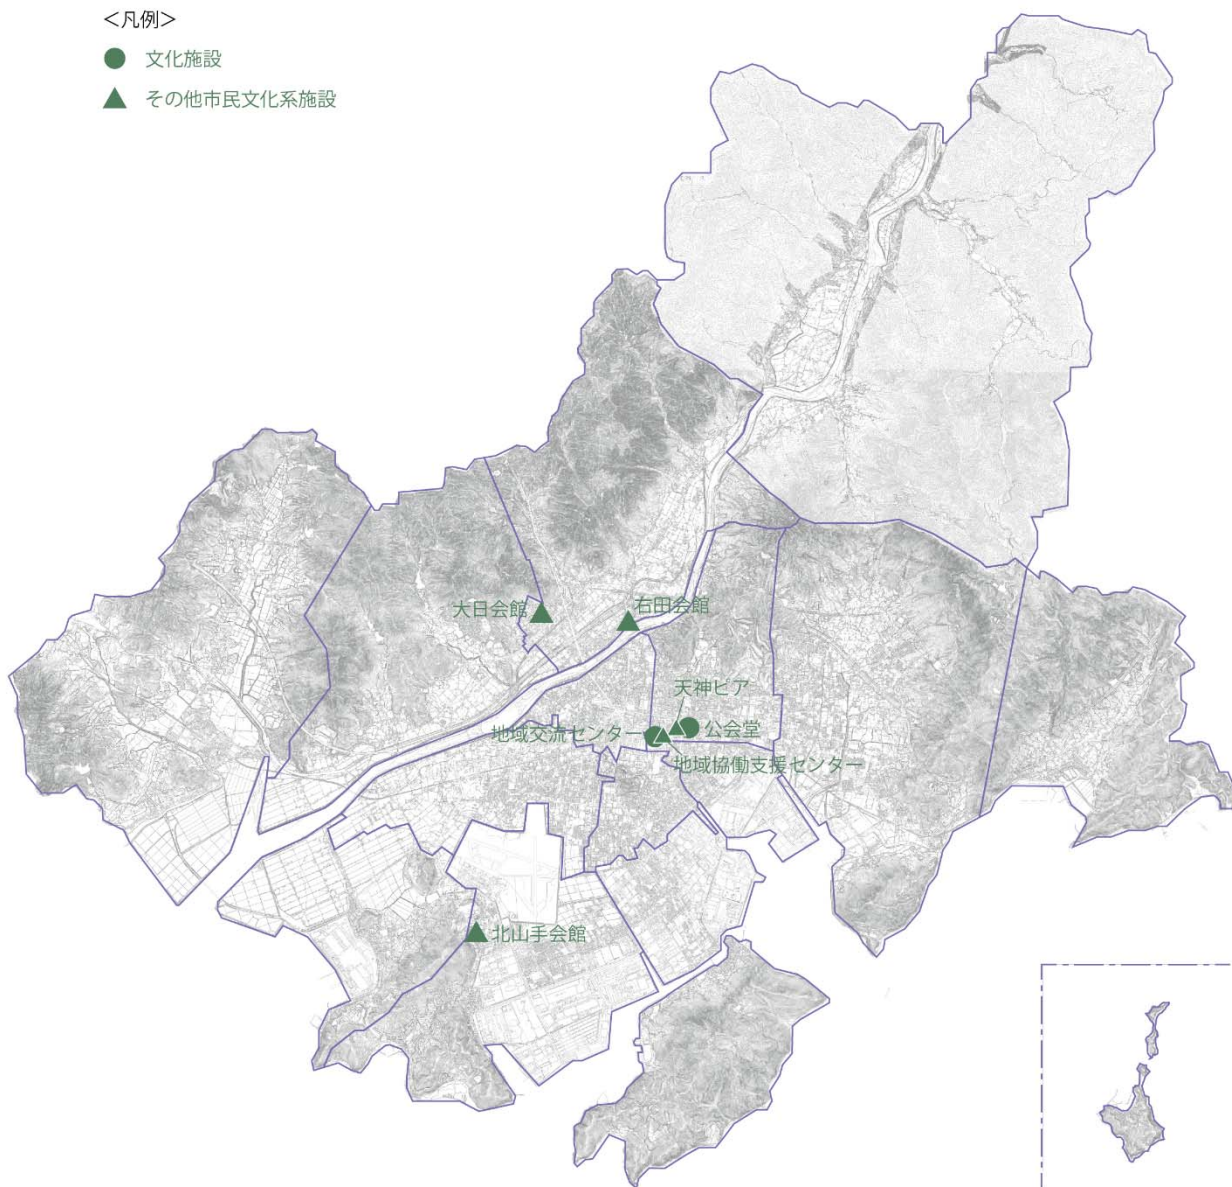 <凡例>
文化施設
その他市民文化系施設
大日会館
右田会館
天神ピア
地域交流センター
公会堂
地域協働支援センター
北山手会館